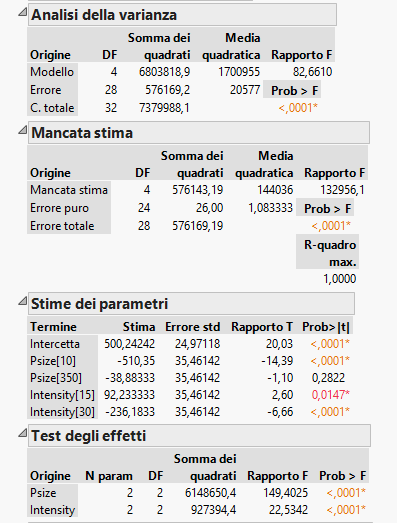 Analisi della varianza
Somma dei Media
Origine DF quadrati quadratica Rapporto F
Modello 4 6803818,9 1700955 82,6610
Errore 28 576169,2 20577 Prob > F
C. totale 32 7379988,1 <,0001*
Mancata stima
Somma dei Media
Origine DF quadrati quadratica Rapporto F
Mancata stima 4 576143,19 144036 132956,1
Errore puro 24 26,00 1,083333 Prob > F
Errore totale 28 576169,19 <,0001*
R-quadro
max.
1,0000
Stime dei parametri
Termine Stima Errore std Rapporto T Prob>|t|
Intercetta 500,24242 24,97118 20,03 <,0001*
Psize[10] -510,35 35,46142 -14,39 <,0001*
Psize[350] -38,88333 35,46142 -1,10 0,2822
Intensity[15] 92,233333 35,46142 2,60 0,0147*
Intensity[30] -236,1833 35,46142 -6,66 <,0001*
Test degli effetti
Somma dei
Origine N param DF quadrati Rapporto F Prob > F
Psize 2 2 6148650,4 149,4025 <,0001*
Intensity 2 2 927394,4 22,5342 <,0001*